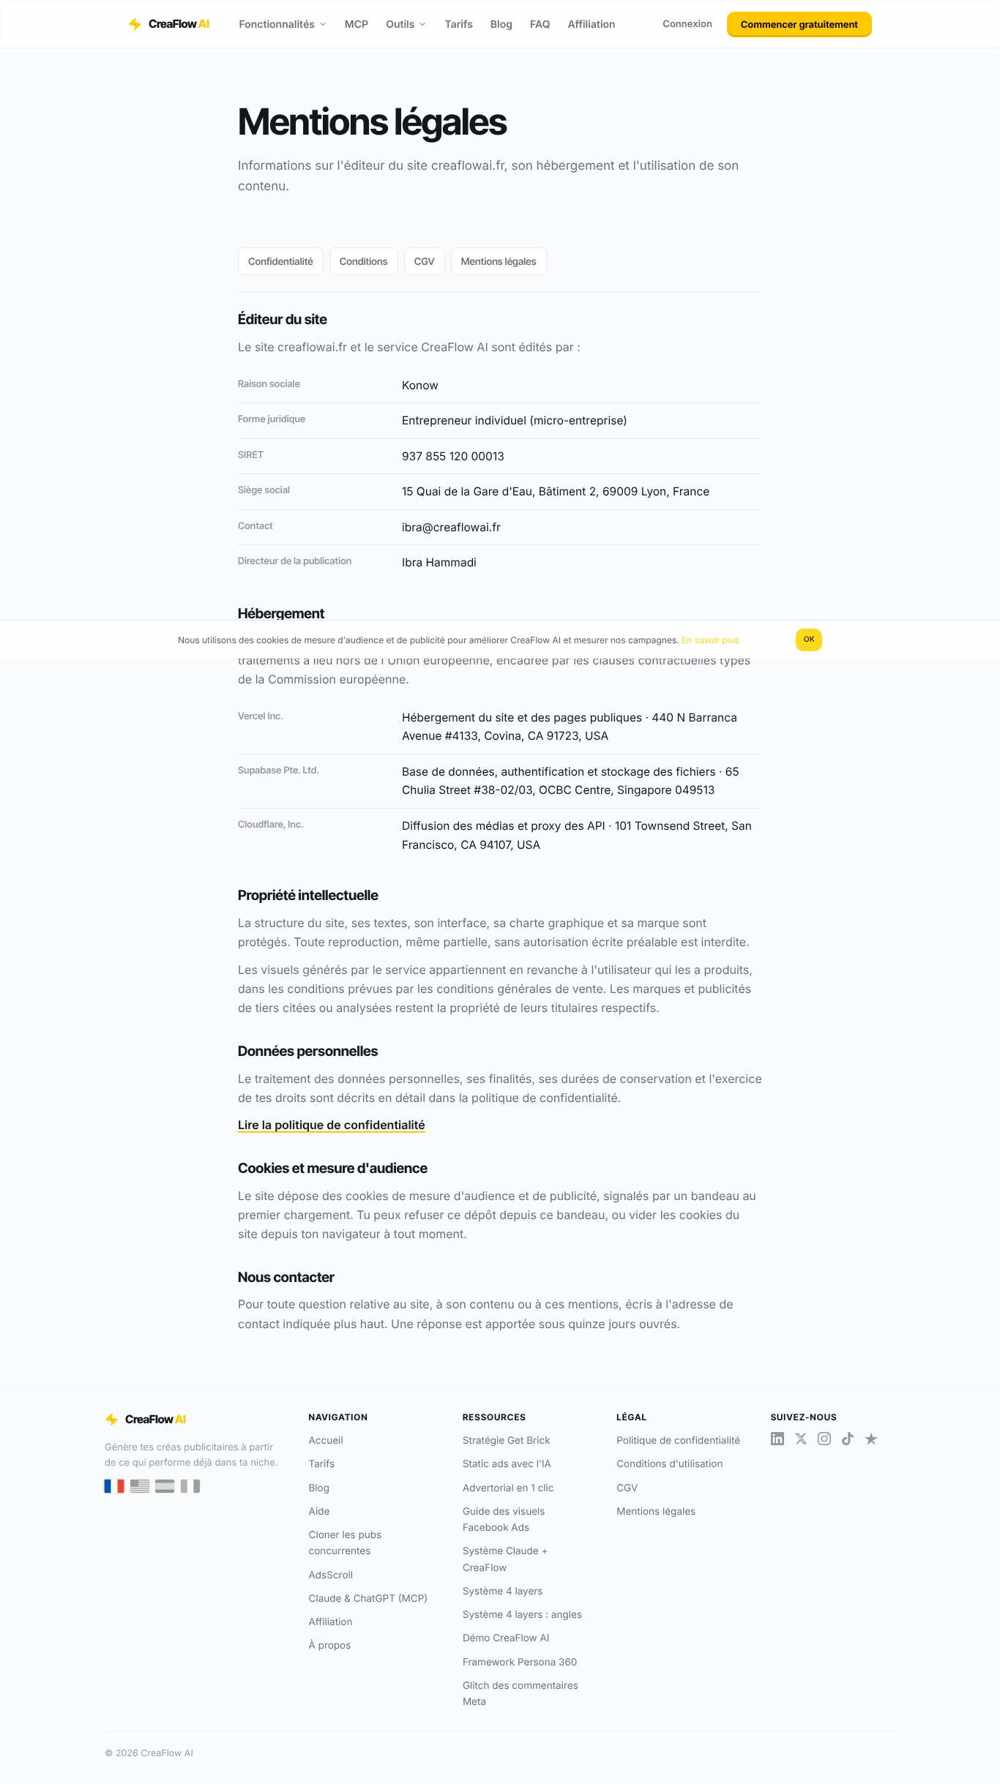 CreaFlow AI
Fonctionnalités
MCP
Outils
Tarifs
Blog
FAQ
Affiliation
Connexion
Commencer gratuitement
Mentions légales
Informations sur l'éditeur du site creaflowai.fr, son hébergement et l'utilisation de son
contenu.
Confidentialité
Conditions
CGV
Mentions légales
Éditeur du site
Le site creaflowai.fr et le service CreaFlow AI sont édités par :
Raison sociale
Konow
Forme juridique
Entrepreneur individuel (micro-entreprise)
SIRET
937 855 120 00013
Siège social
15 Quai de la Gare d'Eau, Bâtiment 2, 69009 Lyon, France
Contact
ibra@creaflowai.fr
Directeur de la publication
Ibra Hammadi
Hébergement
Nous utilisons des cookies de mesure d'audience et de publicité pour améliorer CreaFlow AI et mesurer nos campagnes. En savoir plus
OK
traitements a lieu hors de l'Union européenne, encadrée par les clauses contractuelles types
de la Commission européenne.
Vercel Inc.
Hébergement du site et des pages publiques · 440 N Barranca
Avenue #4133, Covina, CA 91723, USA
Supabase Pte. Ltd.
Base de données, authentification et stockage des fichiers · 65
Chulia Street #38-02/03, OCBC Centre, Singapore 049513
Cloudflare, Inc.
Diffusion des médias et proxy des API · 101 Townsend Street, San
Francisco, CA 94107, USA
Propriété intellectuelle
La structure du site, ses textes, son interface, sa charte graphique et sa marque sont
protégés. Toute reproduction, même partielle, sans autorisation écrite préalable est interdite.
Les visuels générés par le service appartiennent en revanche à l'utilisateur qui les a produits,
dans les conditions prévues par les conditions générales de vente. Les marques et publicités
de tiers citées ou analysées restent la propriété de leurs titulaires respectifs.
Données personnelles
Le traitement des données personnelles, ses finalités, ses durées de conservation et l'exercice
de tes droits sont décrits en détail dans la politique de confidentialité.
Lire la politique de confidentialité
Cookies et mesure d'audience
Le site dépose des cookies de mesure d'audience et de publicité, signalés par un bandeau au
premier chargement. Tu peux refuser ce dépôt depuis ce bandeau, ou vider les cookies du
site depuis ton navigateur à tout moment.
Nous contacter
Pour toute question relative au site, à son contenu ou à ces mentions, écris à l'adresse de
contact indiquée plus haut. Une réponse est apportée sous quinze jours ouvrés.
CreaFlow AI
Génère tes créas publicitaires à partir
de ce qui performe déjà dans ta niche.
NAVIGATION
Accueil
Tarifs
Blog
Aide
Cloner les pubs
concurrentes
AdsScroll
Claude & ChatGPT (MCP)
Affiliation
À propos
RESSOURCES
Stratégie Get Brick
Static ads avec l'IA
Advertorial en 1 clic
Guide des visuels
Facebook Ads
Système Claude +
CreaFlow
Système 4 layers
Système 4 layers : angles
Démo CreaFlow AI
Framework Persona 360
Glitch des commentaires
Meta
LÉGAL
Politique de confidentialité
Conditions d'utilisation
CGV
Mentions légales
SUIVEZ-NOUS
© 2026 CreaFlow AI